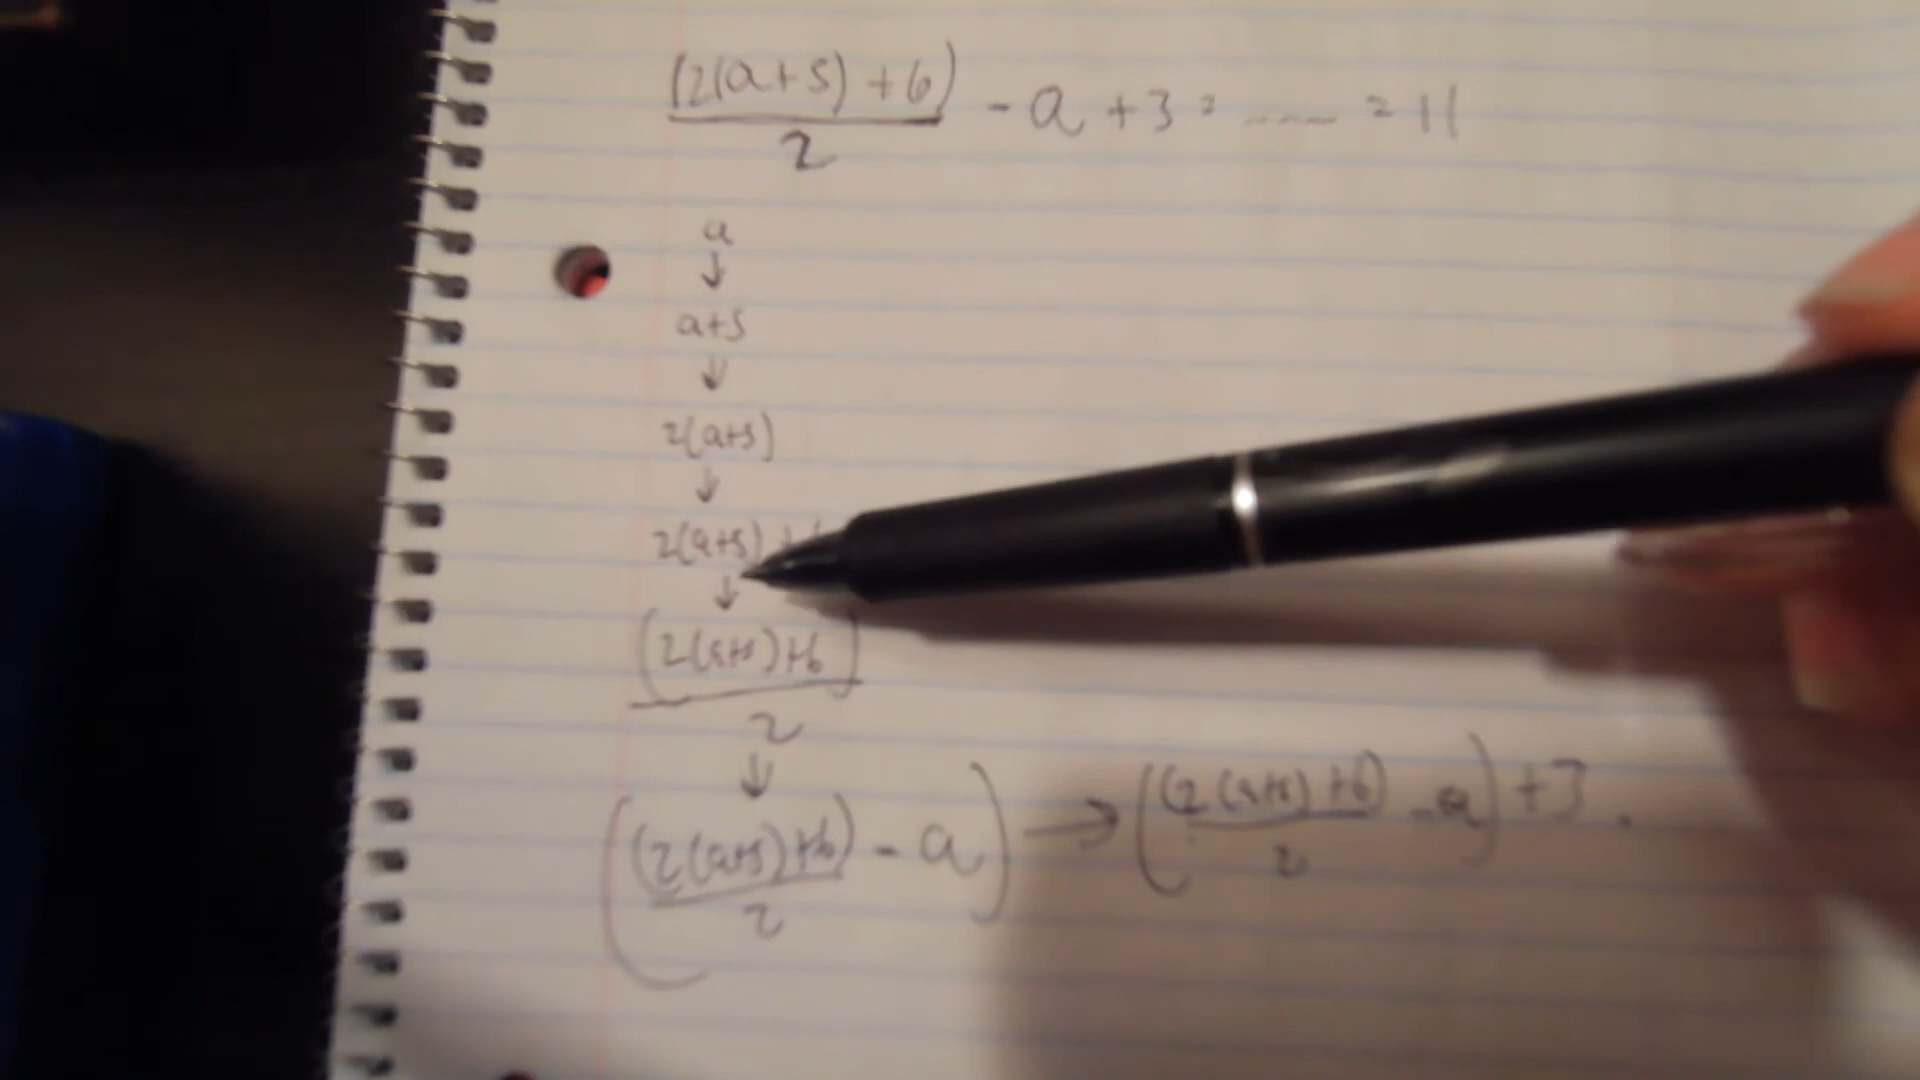 (2(a+5)+6)/2 - a + 3 = ..... = 11
a
↓
a+5
↓
2(a+5)
↓
2(a+5) +
↓
(2(a+5)+6)/2
↓
((2(a+5)+6)/2 - a) → ((2(a+5)+6)/2 - a) + 3.